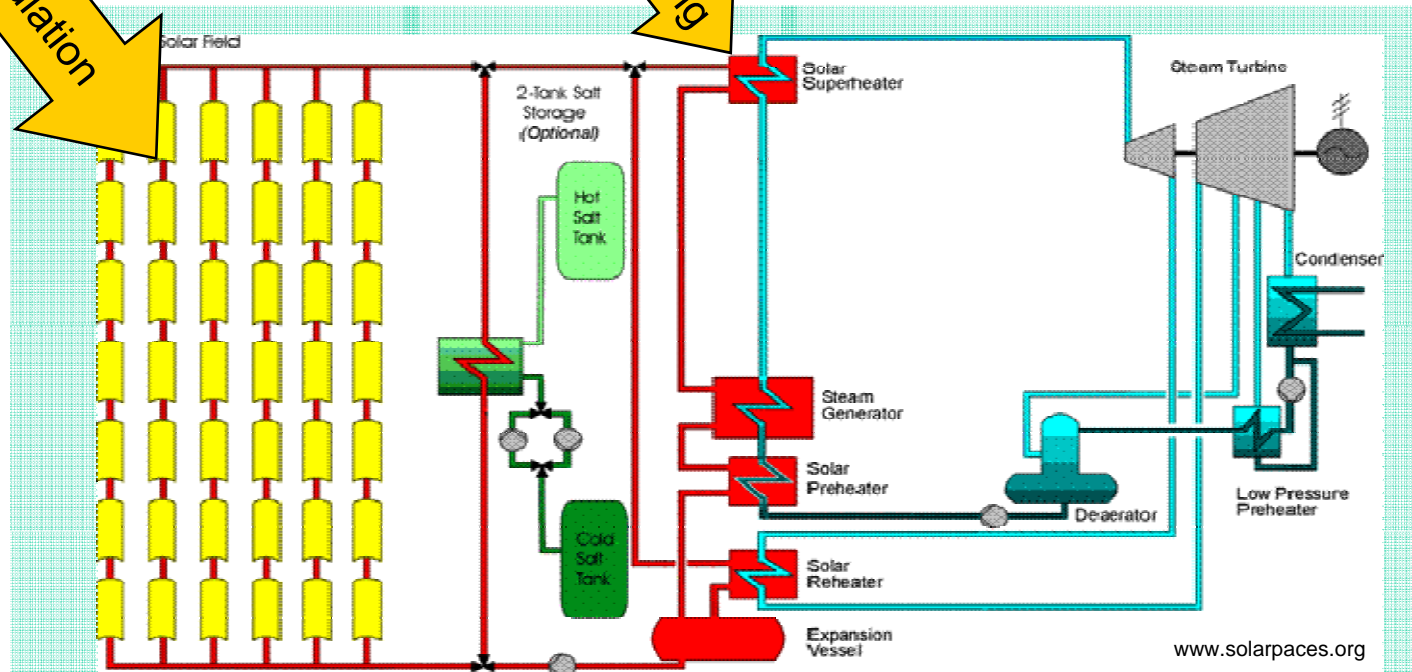 Solar Field
2-Tank Salt
Storage
(Optional)
Hot
Salt
Tank
Cold
Salt
Tank
Solar
Superheater
Steam
Generator
Solar
Preheater
Solar
Reheater
Expansion
Vessel
Steam Turbine
Condenser
Low Pressure
Preheater
Deaerator
www.solarpaces.org